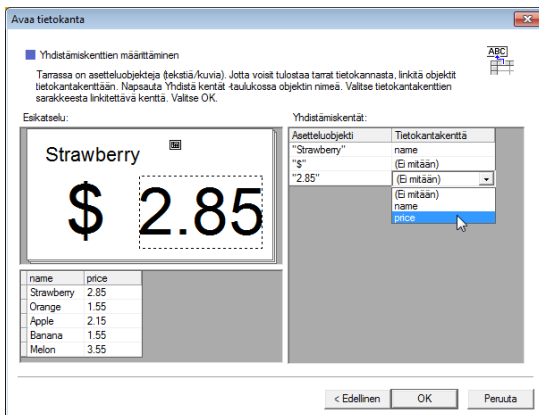 Avaa tietokanta
Yhdistämiskenttien määrittäminen
ABC
Tarrassa on asetteluobjekteja (tekstiä/kuvia). Jotta voisit tulostaa tarrat tietokannasta, linkitä objektit
tietokantakenttään. Napsauta Yhdistä kentät -taulukossa objektin nimeä. Valitse tietokantakenttien
sarakkeesta linkitettävä kenttä. Valitse OK.
Esikatselu:
Strawberry
$ 2.85
name price
Strawberry 2.85
Orange 1.55
Apple 2.15
Banana 1.55
Melon 3.55
Yhdistämiskentät:
Asetteluobjekti Tietokantakenttä
"Strawberry" name
"$" (Ei mitään)
"2.85" (Ei mitään)
(Ei mitään)
name
price
< Edellinen OK Peruuta